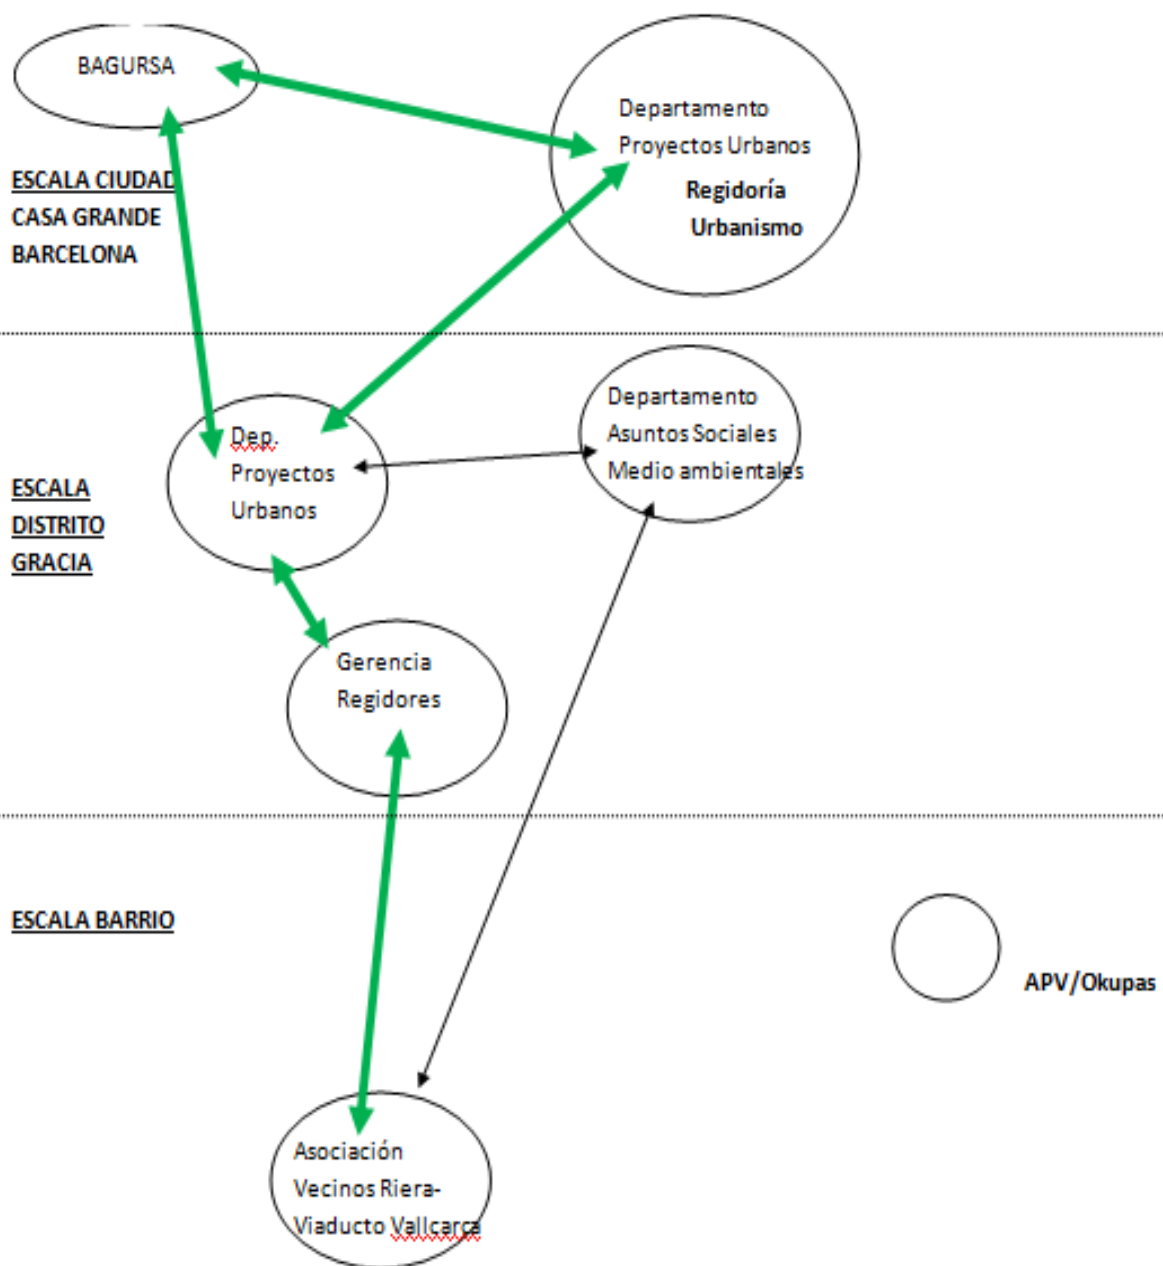 BAGURSA
Departamento
Proyectos Urbanos
Regidoría
Urbanismo
ESCALA CIUDAD
CASA GRANDE
BARCELONA
Departamento
Asuntos Sociales
Medio ambientales
Dep.
Proyectos
Urbanos
ESCALA
DISTRITO
GRACIA
Gerencia
Regidores
ESCALA BARRIO
APV/Okupas
Asociación
Vecinos Riera-
Viaducto Vallcarca